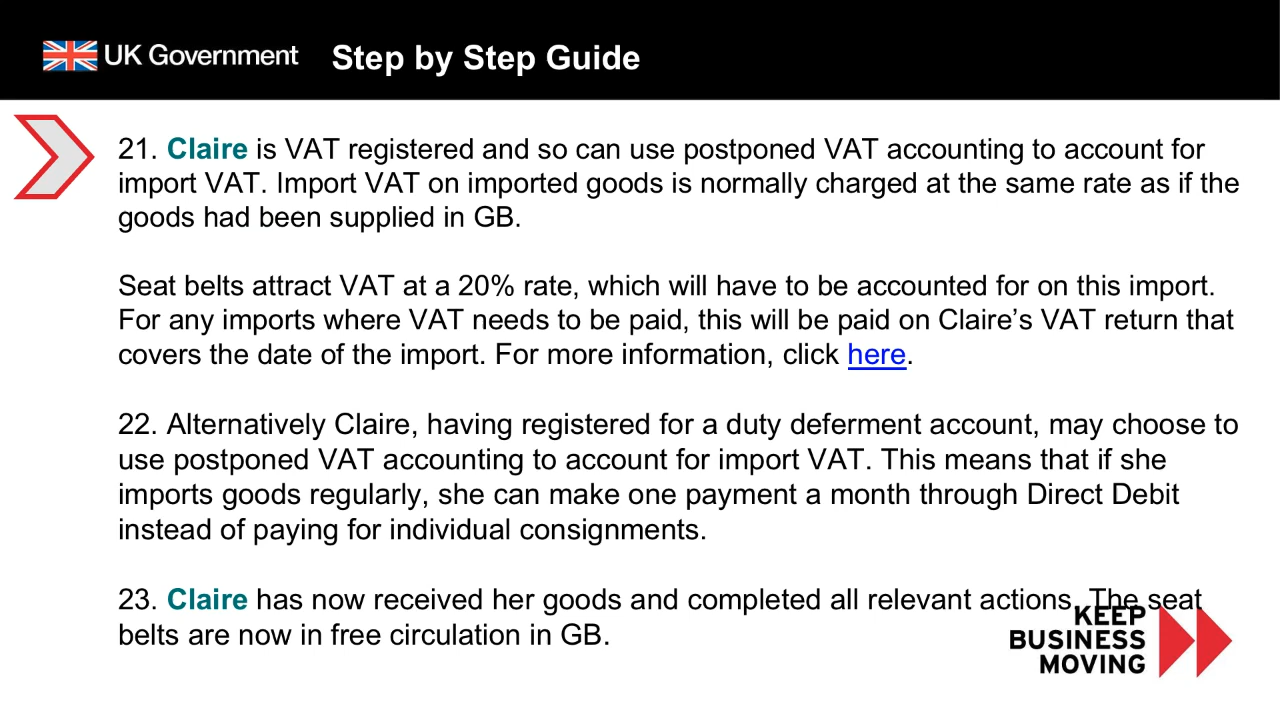 UK Government
Step by Step Guide
21. Claire is VAT registered and so can use postponed VAT accounting to account for
import VAT. Import VAT on imported goods is normally charged at the same rate as if the
goods had been supplied in GB.
Seat belts attract VAT at a 20% rate, which will have to be accounted for on this import.
For any imports where VAT needs to be paid, this will be paid on Claire’s VAT return that
covers the date of the import. For more information, click here.
22. Alternatively Claire, having registered for a duty deferment account, may choose to
use postponed VAT accounting to account for import VAT. This means that if she
imports goods regularly, she can make one payment a month through Direct Debit
instead of paying for individual consignments.
23. Claire has now received her goods and completed all relevant actions. The seat
belts are now in free circulation in GB.
KEEP
BUSINESS
MOVING